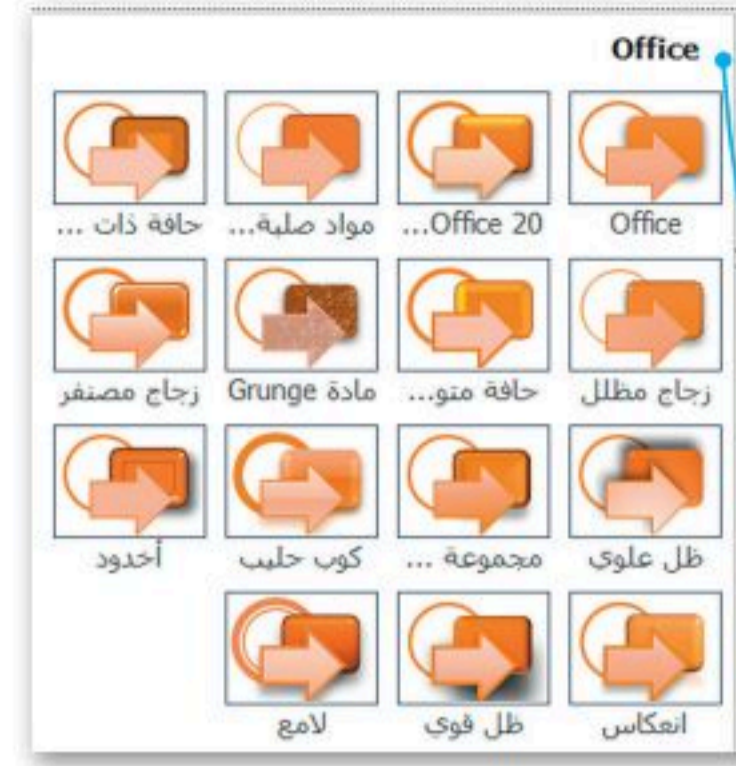 Office
Office	Office 20...	مواد صلبة...	حافة ذات ...
زجاج مظلل	حافة متو...	مادة Grunge	زجاج مصنفر
ظل علوي	مجموعة ...	كوب حليب	أخدود
انعكاس	ظل قوي	لامع